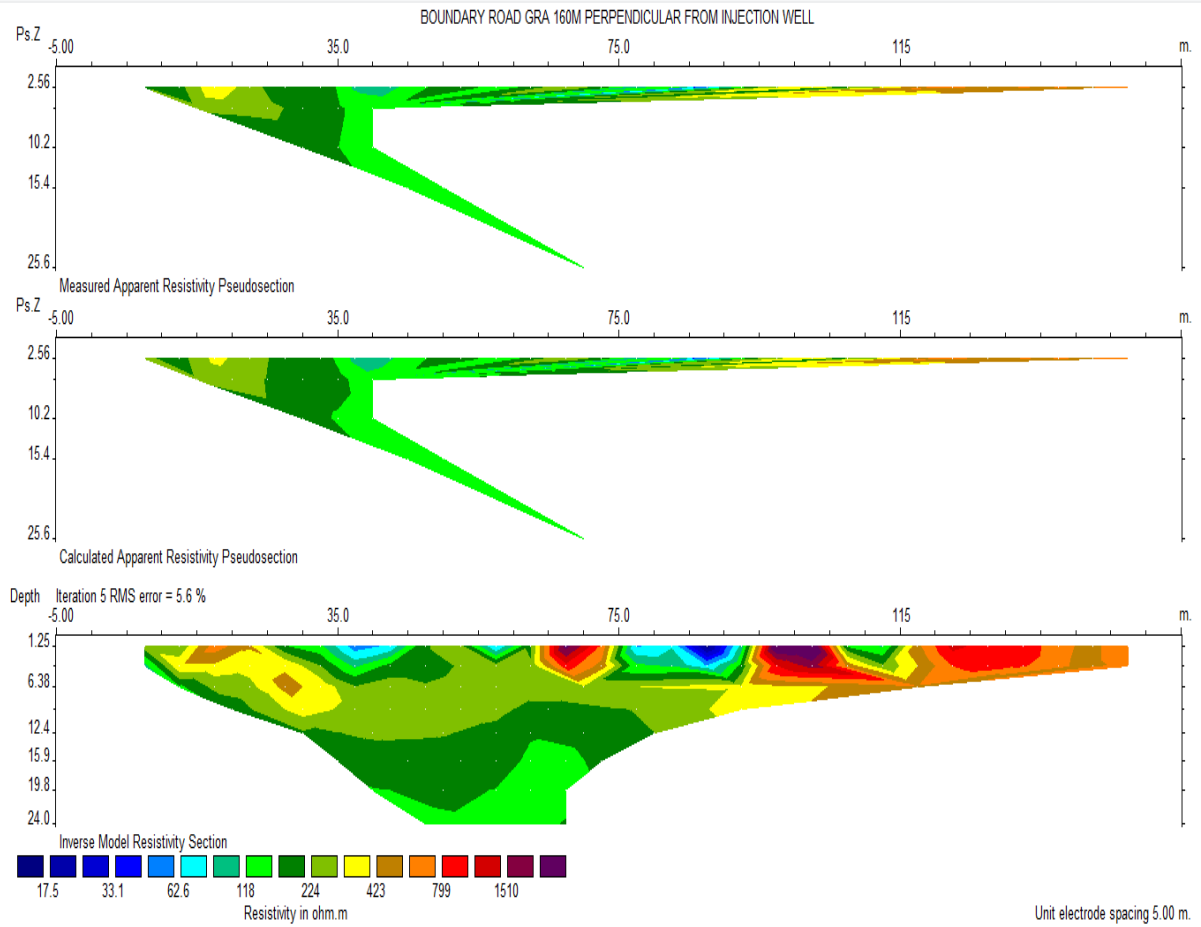 BOUNDARY ROAD GRA 160M PERPENDICULAR FROM INJECTION WELL
Ps.Z -5.00 35.0 75.0 115 m.
2.56
10.2
15.4
25.6
Measured Apparent Resistivity Pseudosection
Ps.Z -5.00 35.0 75.0 115 m.
2.56
10.2
15.4
25.6
Calculated Apparent Resistivity Pseudosection
Depth Iteration 5 RMS error = 5.6 %
-5.00 35.0 75.0 115 m.
1.25
6.38
12.4
15.9
19.8
24.0
Inverse Model Resistivity Section
17.5 33.1 62.6 118 224 423 799 1510
Resistivity in ohm.m Unit electrode spacing 5.00 m.